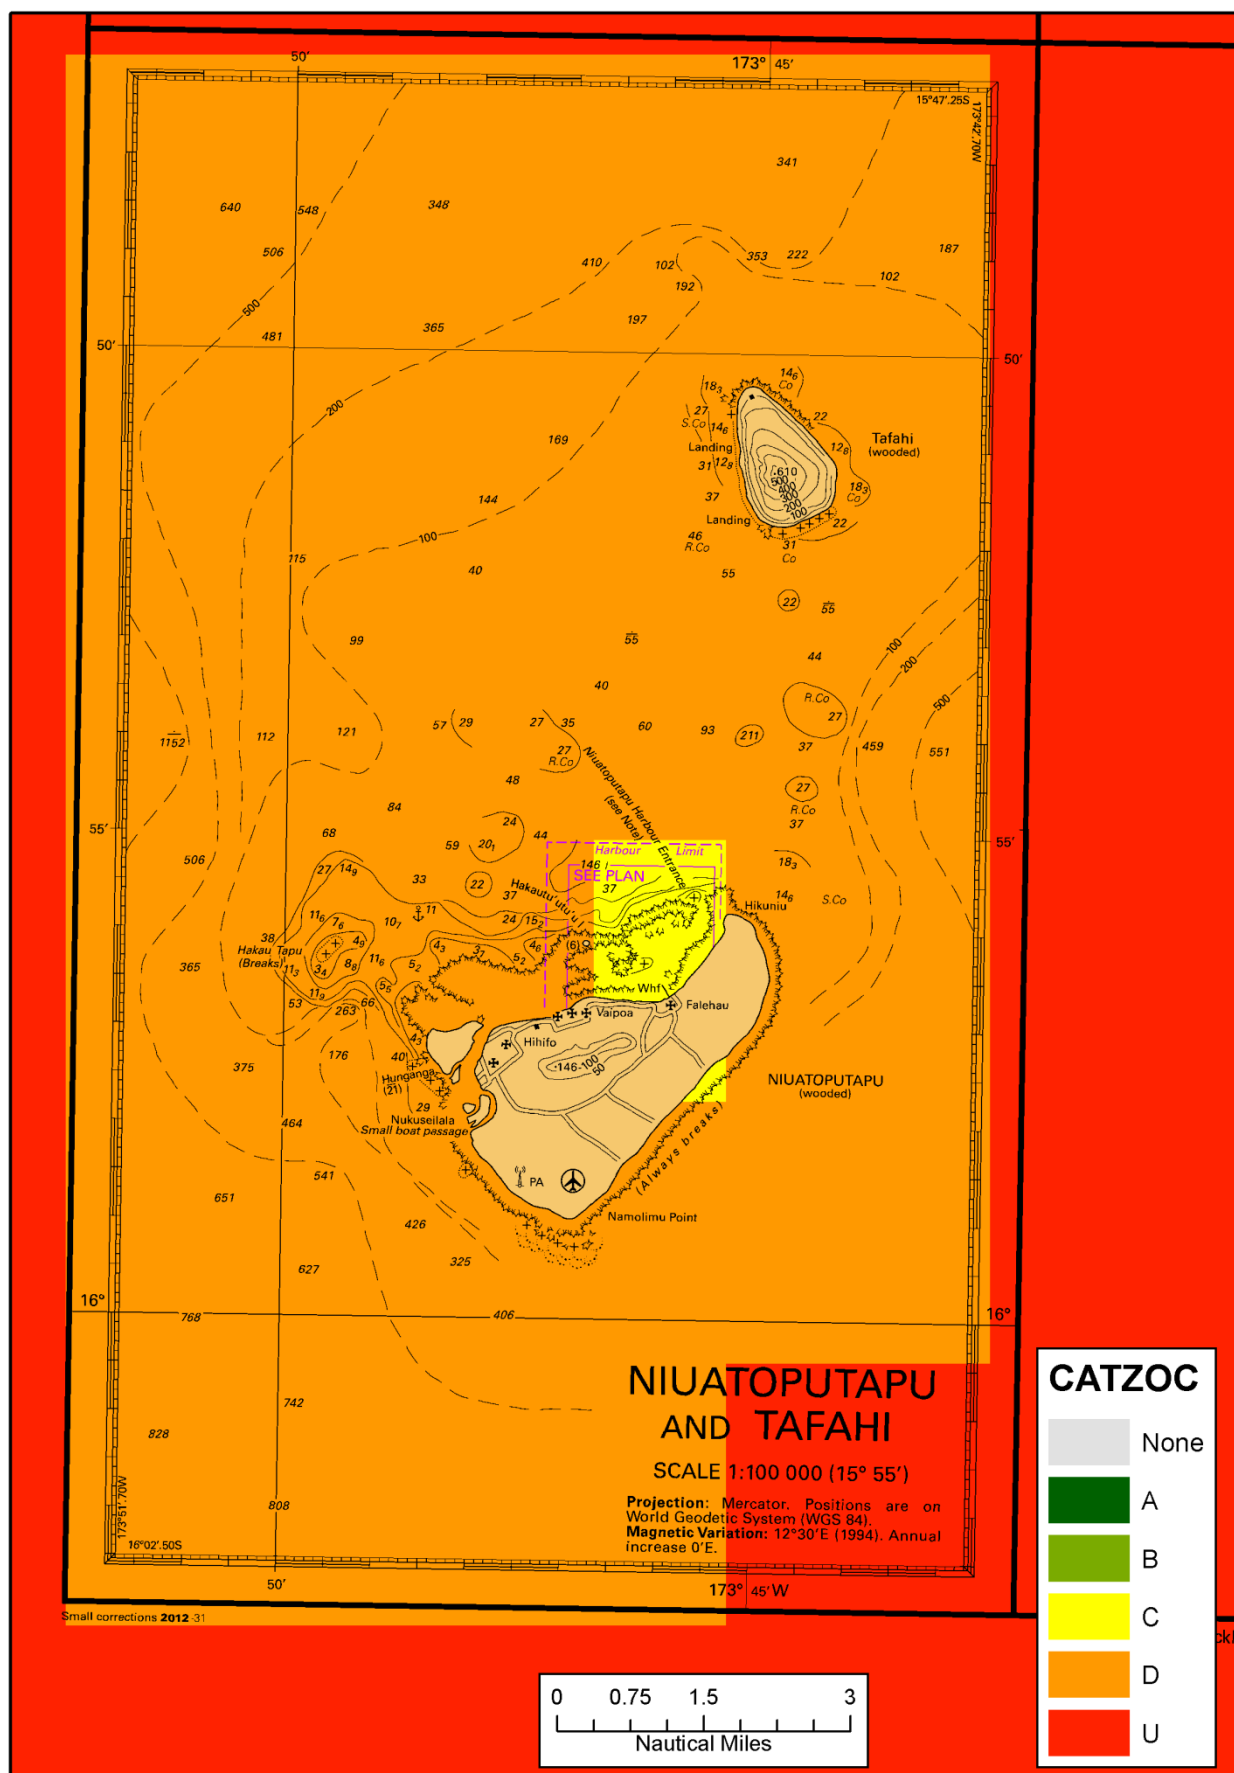 50'
173° 45'
15°47'.25S
173°42'.70W
341
640
548
348
506
187
353
222
410
102
102
192
500
197
365
481
50'
50'
14₆
Co
18₃
200
27
S.Co
14₆
22
169
Landing
Tafahi
(wooded)
12₈
31
12₈
.610
500
400
300
200
100
18₃
Co
37
144
Landing
22
100
46
R.Co
31
Co
115
40
55
22
55
99
55
100
44
200
40
R.Co
500
27
57
29
27
35
60
93
211
1152
112
121
37
459
551
27
R.Co
Niuatoputapu Harbour Entrance
(see Note)
48
27
R.Co
84
24
37
55'
68
59
20₁
44
55'
506
Harbour Limit
18₃
27
14₉
146
SEE PLAN
33
22
37
37
14₆
S.Co
Hakautu'utu'u
Hikuniu
11₆
7₆
10₁
11
24
15₂
38
4₉
4₃
3₇
4₆
(6)
Hakau Tapu
(Breaks)
11₆
5₂
5₂
365
11₃
3₄
8₈
11₉
5₅
Whf
53
66
263
Vaipoa
Falehau
4₃
Hihifo
176
40
375
.146
100
50
Hunganga
(21)
NIUATOPUTAPU
(wooded)
29
Nukuseilala
Small boat passage
464
(Always breaks)
541
PA
651
Namolimu Point
426
325
627
16°
768
406
16°
NIUATOPUTAPU
AND TAFAHI
742
828
SCALE 1:100 000 (15° 55')
173°51'.70W
808
Projection: Mercator. Positions are on
World Geodetic System (WGS 84).
Magnetic Variation: 12°30'E (1994). Annual
increase 0'E.
16°02'.50S
50'
173° 45'W
Small corrections 2012-31
CATZOC
None
A
B
C
D
U
0 0.75 1.5 3
Nautical Miles